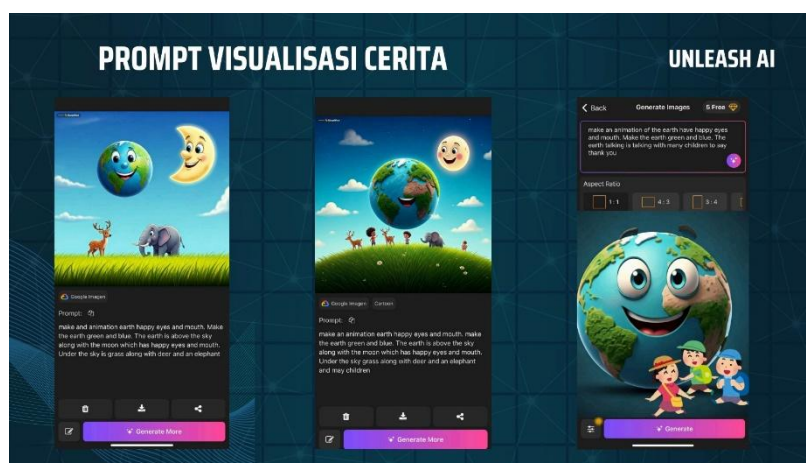 PROMPT VISUALISASI CERITA
UNLEASH AI
Google Imagen
Prompt:
make and animation earth happy eyes and mouth. Make
the earth green and blue. The earth is above the sky
along with the moon which has happy eyes and mouth.
Under the sky is grass along with deer and an elephant
Generate More
Google Imagen
Cartoon
Prompt:
make an animation earth happy eyes and mouth. make
the earth green and blue. The earth is above the sky
along with the moon which has happy eyes and mouth.
Under the sky grass along with deer and an elephant
and may children
Generate More
Back
Generate Images
5 Free
make an animation of the earth have happy eyes
and mouth. Make the earth green and blue. The
earth talking is talking with many children to say
thank you
Aspect Ratio
1:1
4:3
3:4
Generate